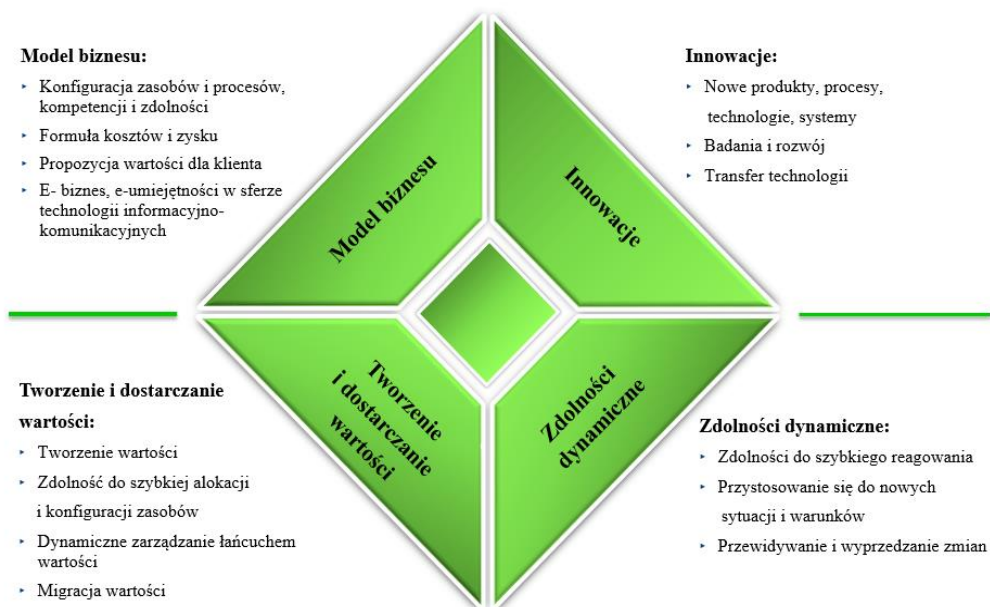 Model biznesu:
‣ Konfiguracja zasobów i procesów,
kompetencji i zdolności
‣ Formuła kosztów i zysku
‣ Propozycja wartości dla klienta
‣ E- biznes, e-umiejętności w sferze
technologii informacyjno-
komunikacyjnych
Innowacje:
‣ Nowe produkty, procesy,
technologie, systemy
‣ Badania i rozwój
‣ Transfer technologii
Model biznesu
Innowacje
Tworzenie
i dostarczanie
wartości
Zdolności
dynamiczne
Tworzenie i dostarczanie
wartości:
‣ Tworzenie wartości
‣ Zdolność do szybkiej alokacji
i konfiguracji zasobów
‣ Dynamiczne zarządzanie łańcuchem
wartości
‣ Migracja wartości
Zdolności dynamiczne:
‣ Zdolności do szybkiego reagowania
‣ Przystosowanie się do nowych
sytuacji i warunków
‣ Przewidywanie i wyprzedzanie zmian